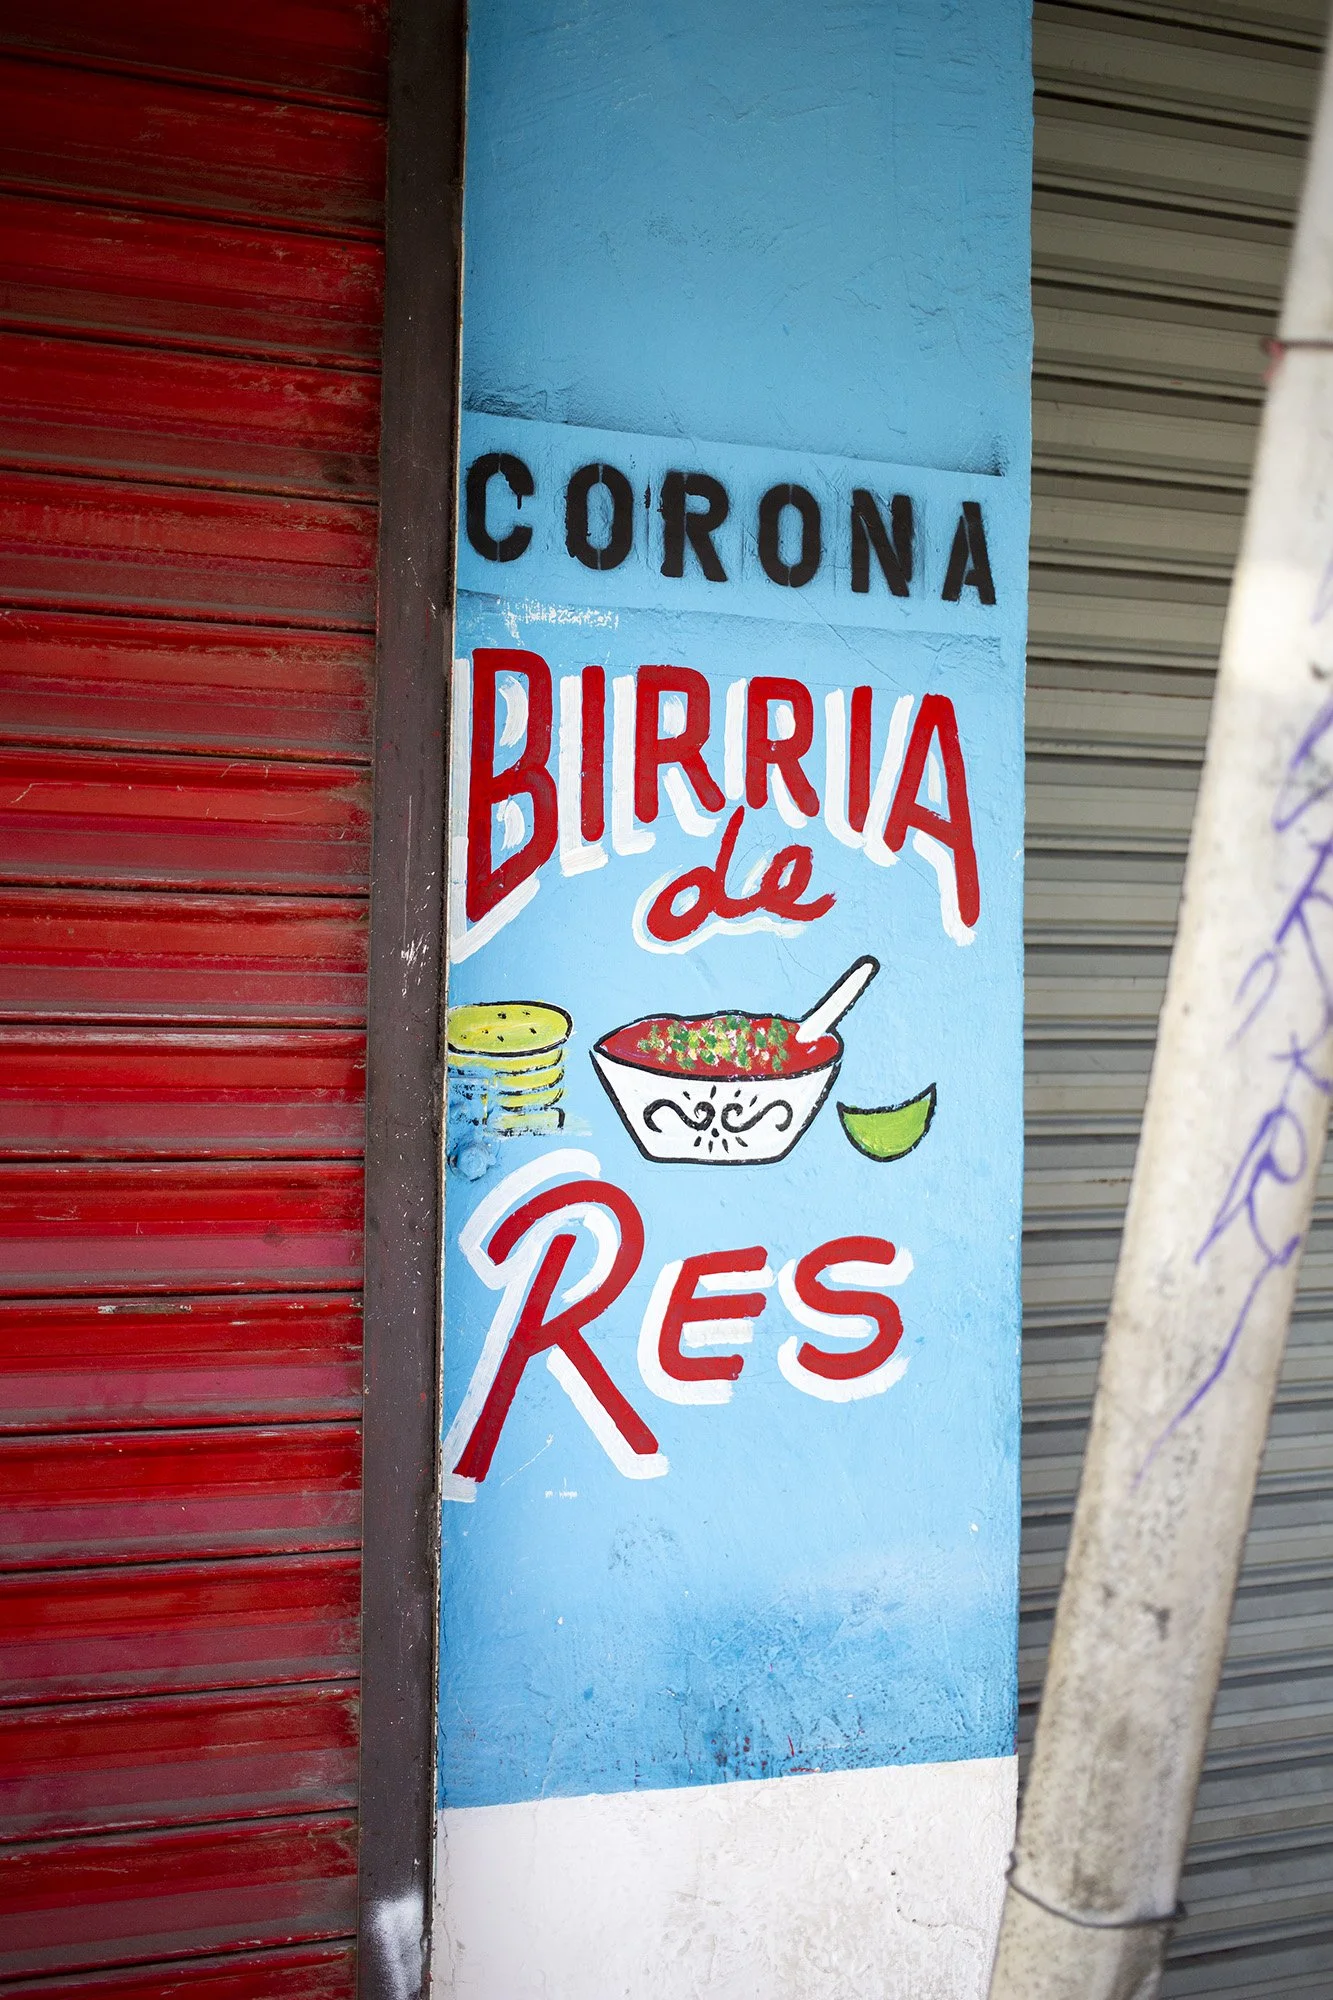 CORONA
BIRRIA
de
RES